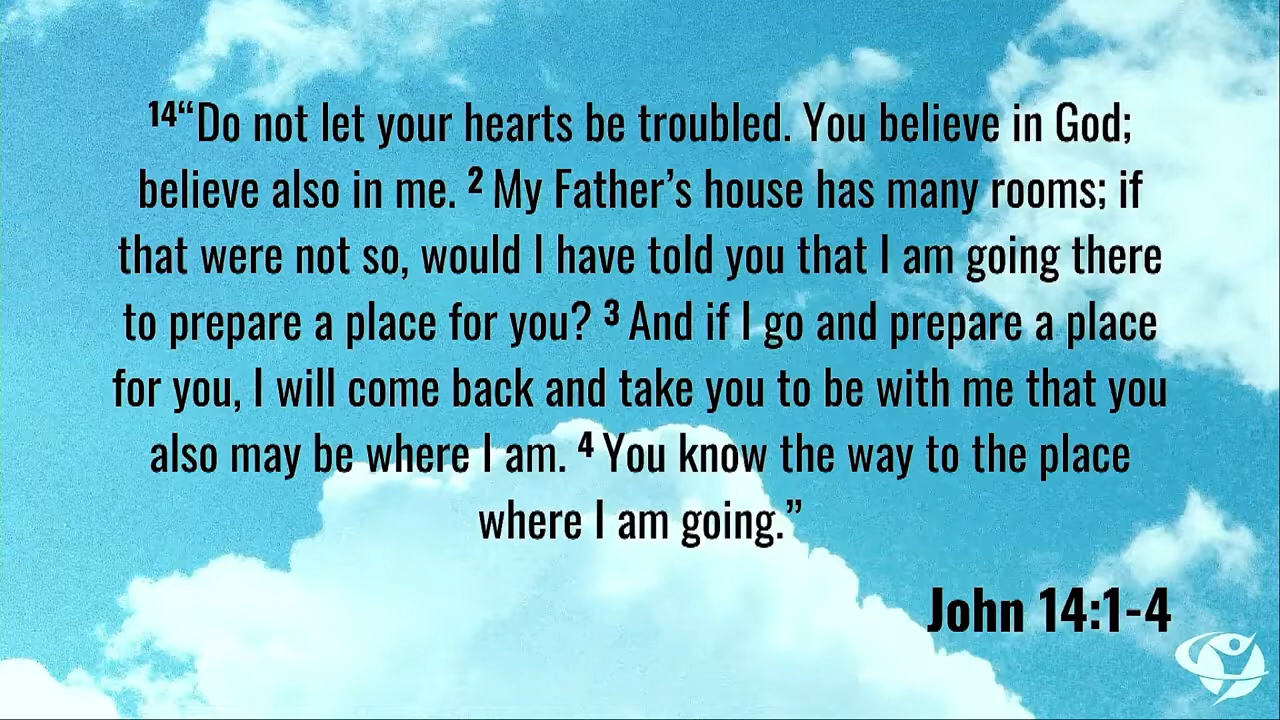 ¹⁴“Do not let your hearts be troubled. You believe in God;
believe also in me. ² My Father’s house has many rooms; if
that were not so, would I have told you that I am going there
to prepare a place for you? ³ And if I go and prepare a place
for you, I will come back and take you to be with me that you
also may be where I am. ⁴ You know the way to the place
where I am going.”
John 14:1-4